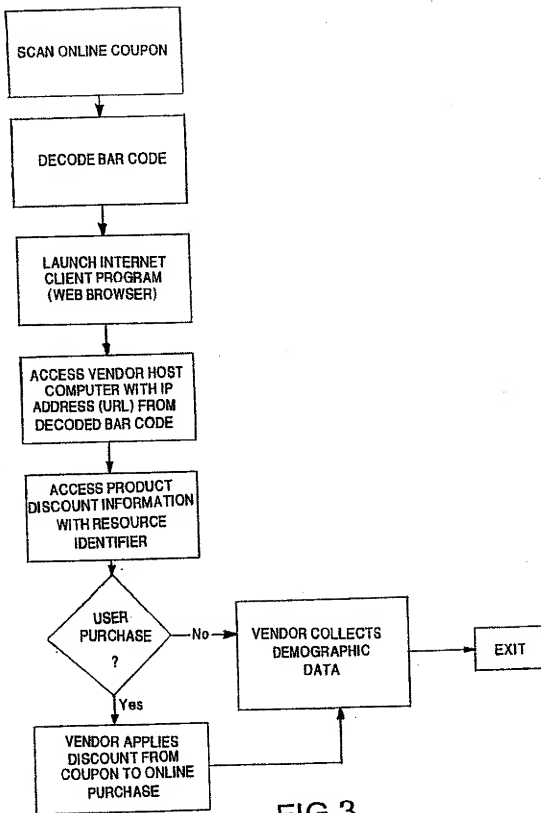 SCAN ONLINE COUPON
DECODE BAR CODE
LAUNCH INTERNET
CLIENT PROGRAM
(WEB BROWSER)
ACCESS VENDOR HOST
COMPUTER WITH IP
ADDRESS (URL) FROM
DECODED BAR CODE
ACCESS PRODUCT
DISCOUNT INFORMATION
WITH RESOURCE
IDENTIFIER
USER
PURCHASE
?
No
VENDOR COLLECTS
DEMOGRAPHIC
DATA
EXIT
Yes
VENDOR APPLIES
DISCOUNT FROM
COUPON TO ONLINE
PURCHASE
FIG.3